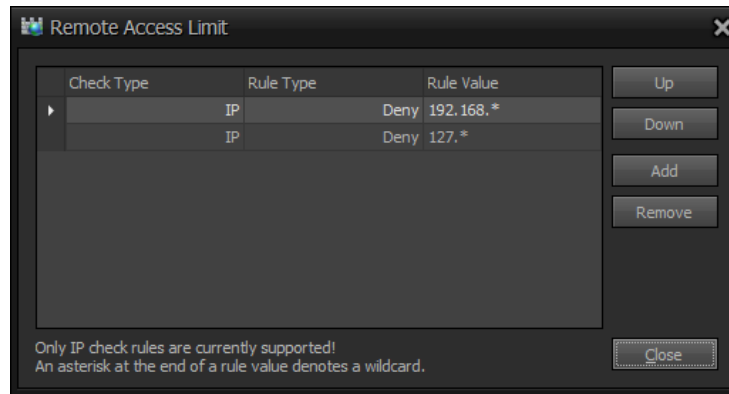 Remote Access Limit
Check Type Rule Type Rule Value
IP Deny 192.168.*
IP Deny 127.*
Up
Down
Add
Remove
Only IP check rules are currently supported!
An asterisk at the end of a rule value denotes a wildcard.
Close